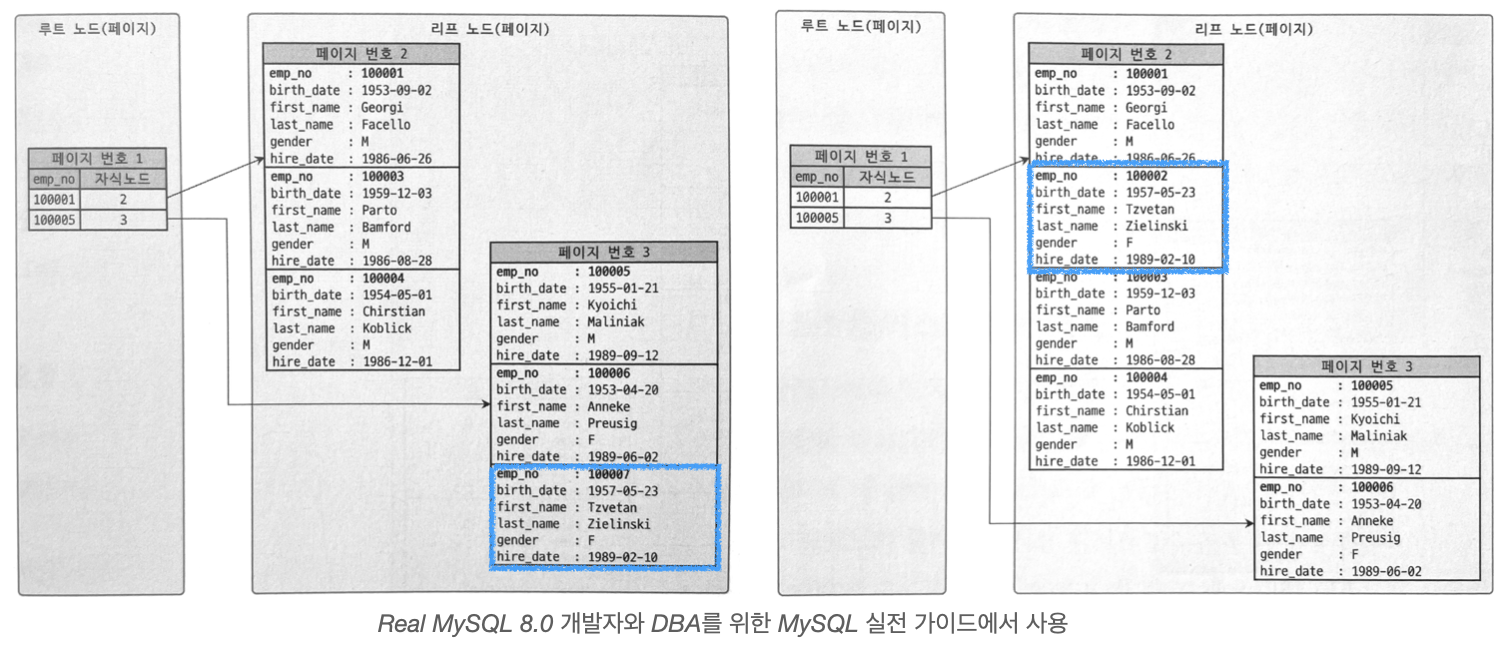 루트 노드(페이지)
페이지 번호 1
emp_no 자식노드
100001 2
100005 3
리프 노드(페이지)
페이지 번호 2
emp_no : 100001
birth_date : 1953-09-02
first_name : Georgi
last_name : Facello
gender : M
hire_date : 1986-06-26
emp_no : 100003
birth_date : 1959-12-03
first_name : Parto
last_name : Bamford
gender : M
hire_date : 1986-08-28
emp_no : 100004
birth_date : 1954-05-01
first_name : Chirstian
last_name : Koblick
gender : M
hire_date : 1986-12-01
페이지 번호 3
emp_no : 100005
birth_date : 1955-01-21
first_name : Kyoichi
last_name : Maliniak
gender : M
hire_date : 1989-09-12
emp_no : 100006
birth_date : 1953-04-20
first_name : Anneke
last_name : Preusig
gender : F
hire_date : 1989-06-02
emp_no : 100007
birth_date : 1957-05-23
first_name : Tzvetan
last_name : Zielinski
gender : F
hire_date : 1989-02-10
루트 노드(페이지)
페이지 번호 1
emp_no 자식노드
100001 2
100005 3
리프 노드(페이지)
페이지 번호 2
emp_no : 100001
birth_date : 1953-09-02
first_name : Georgi
last_name : Facello
gender : M
hire_date : 1986-06-26
emp_no : 100002
birth_date : 1957-05-23
first_name : Tzvetan
last_name : Zielinski
gender : F
hire_date : 1989-02-10
emp_no : 100003
birth_date : 1959-12-03
first_name : Parto
last_name : Bamford
gender : M
hire_date : 1986-08-28
emp_no : 100004
birth_date : 1954-05-01
first_name : Chirstian
last_name : Koblick
gender : M
hire_date : 1986-12-01
페이지 번호 3
emp_no : 100005
birth_date : 1955-01-21
first_name : Kyoichi
last_name : Maliniak
gender : M
hire_date : 1989-09-12
emp_no : 100006
birth_date : 1953-04-20
first_name : Anneke
last_name : Preusig
gender : F
hire_date : 1989-06-02
Real MySQL 8.0 개발자와 DBA를 위한 MySQL 실전 가이드에서 사용